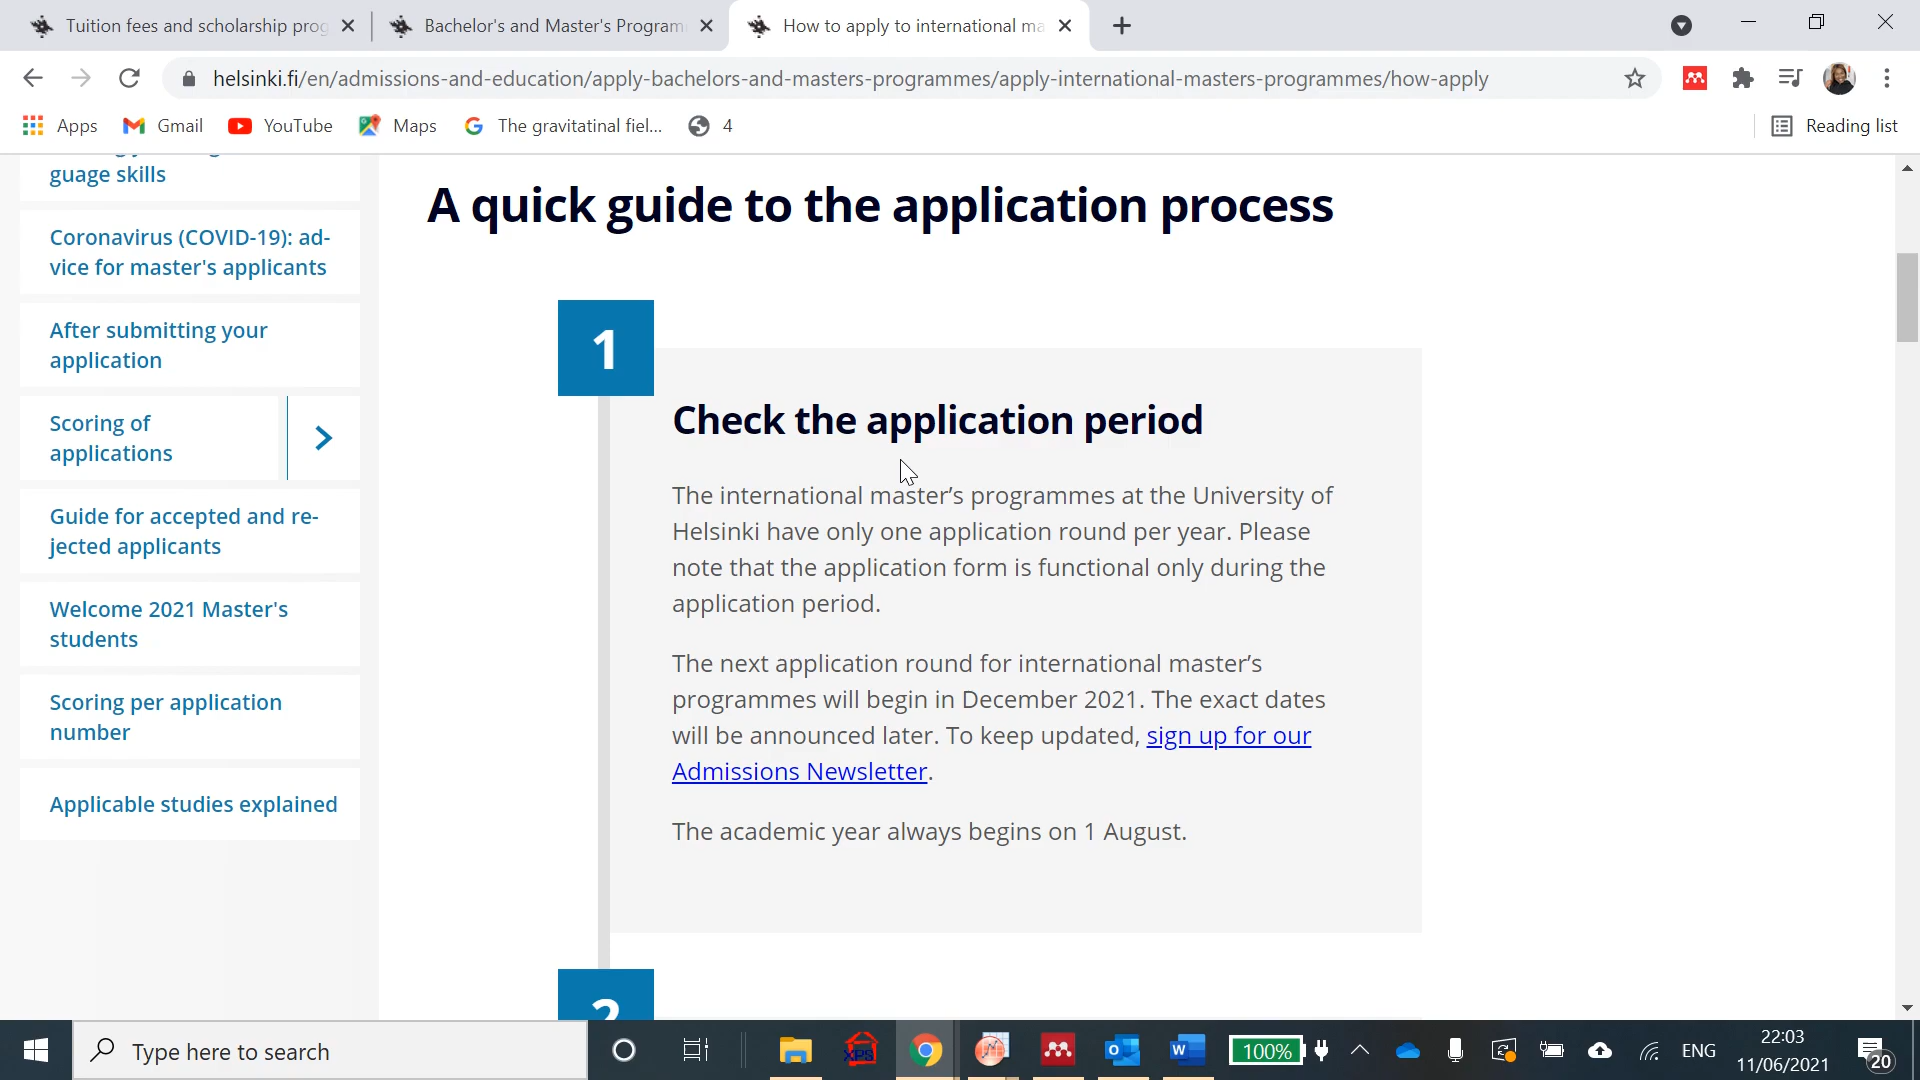 Tuition fees and scholarship prog
Bachelor's and Master's Program
How to apply to international ma
helsinki.fi/en/admissions-and-education/apply-bachelors-and-masters-programmes/apply-international-masters-programmes/how-apply
Apps
Gmail
YouTube
Maps
The gravitatinal fiel...
4
Reading list
guage skills
Coronavirus (COVID-19): ad-
vice for master's applicants
After submitting your
application
Scoring of
applications
Guide for accepted and re-
jected applicants
Welcome 2021 Master's
students
Scoring per application
number
Applicable studies explained
A quick guide to the application process
1
Check the application period
The international master’s programmes at the University of
Helsinki have only one application round per year. Please
note that the application form is functional only during the
application period.
The next application round for international master’s
programmes will begin in December 2021. The exact dates
will be announced later. To keep updated, sign up for our
Admissions Newsletter.
The academic year always begins on 1 August.
2
Type here to search
XPS
100%
ENG
22:03
11/06/2021
20